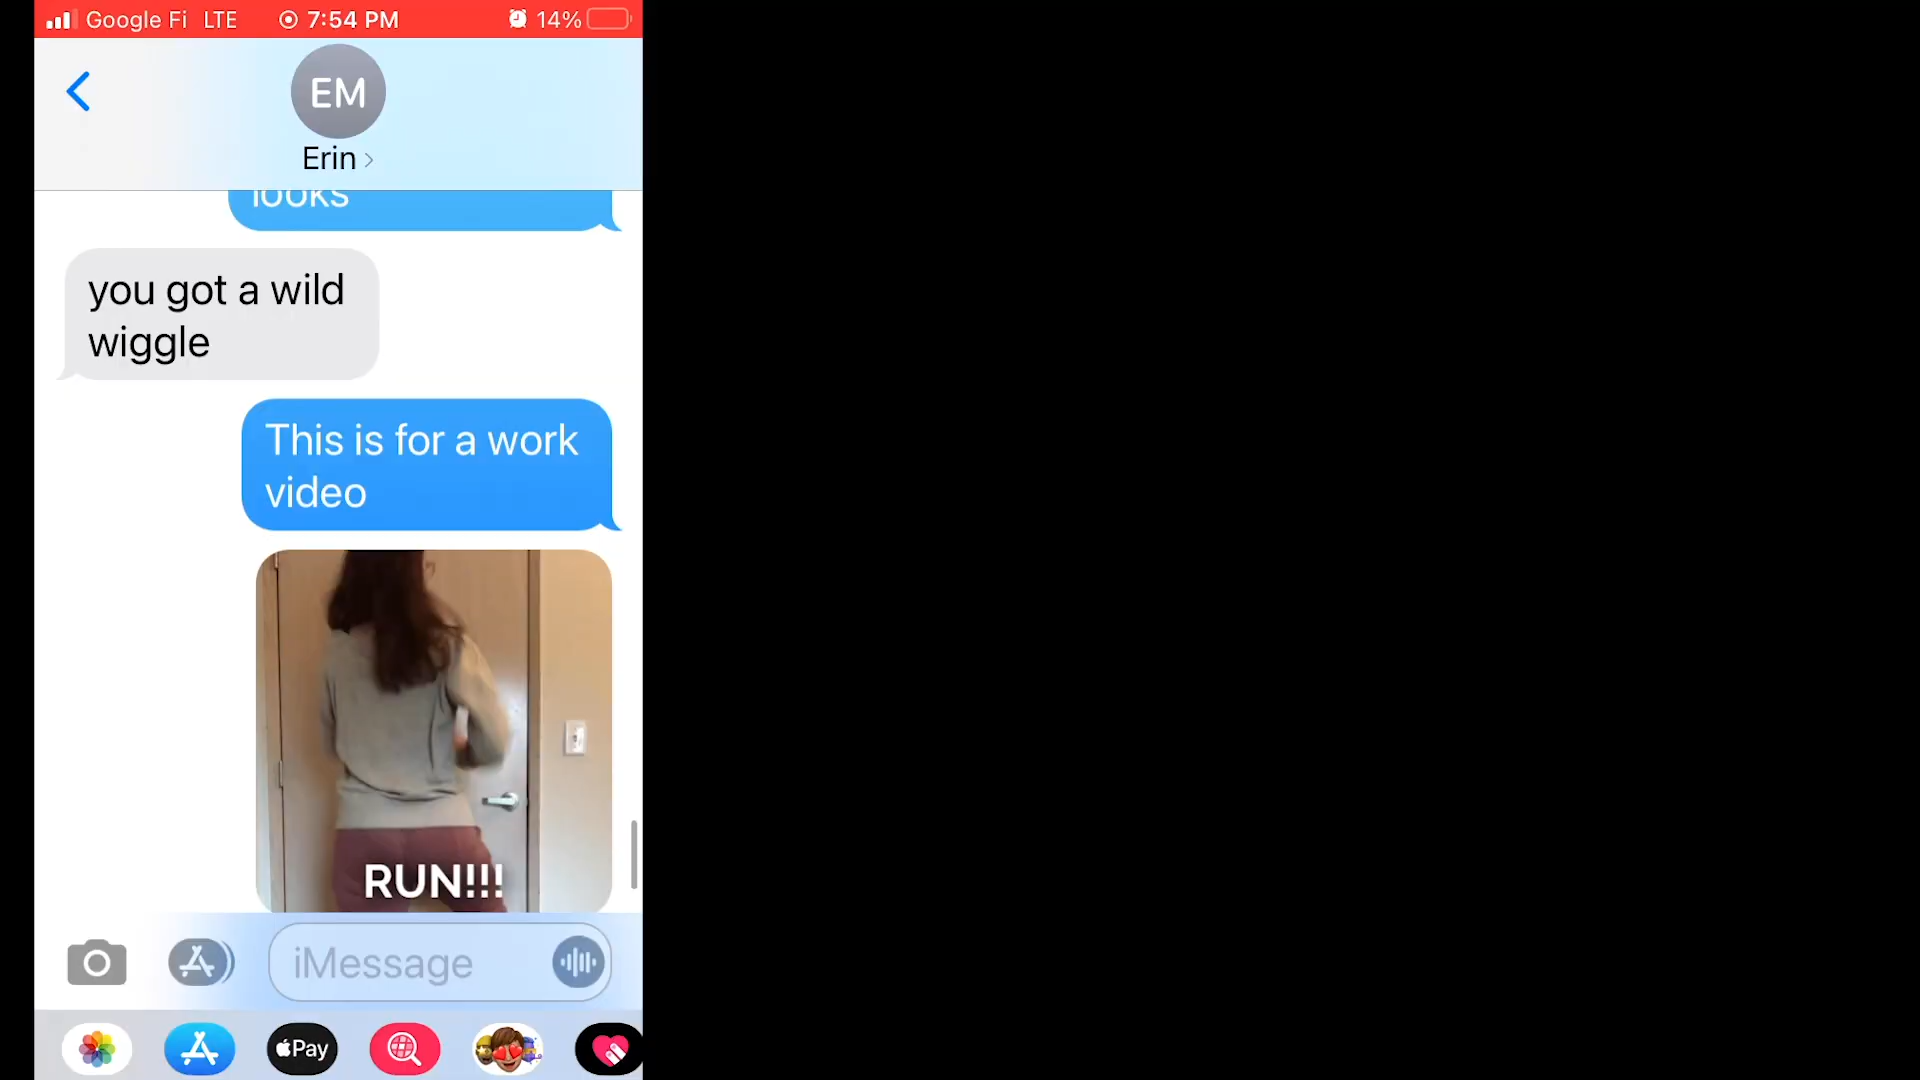 Google Fi LTE 7:54 PM 14%
EM
Erin
looks
you got a wild
wiggle
This is for a work
video
RUN!!!
iMessage
Pay